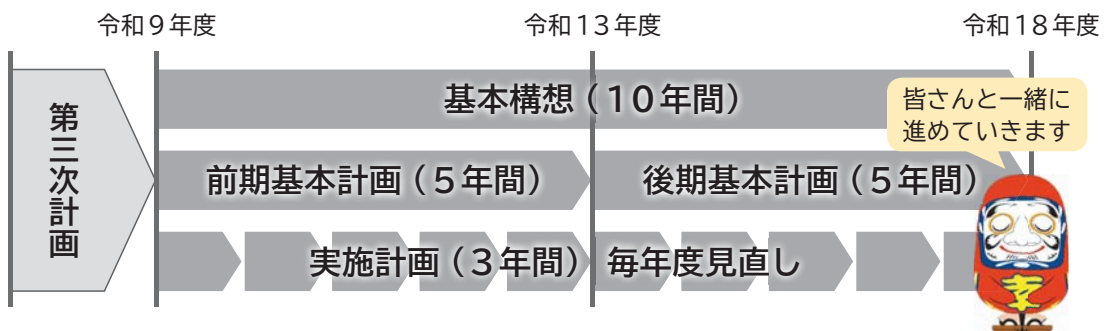 令和９年度
令和１３年度
令和１８年度
第三次計画
基本構想（１０年間）
皆さんと一緒に
進めていきます
前期基本計画（５年間）
後期基本計画（５年間）
実施計画（３年間）毎年度見直し
幸